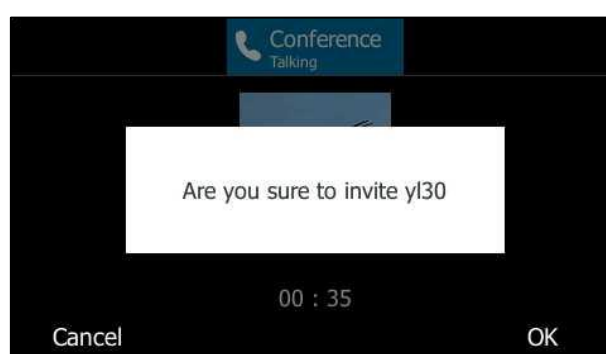 Conference
Talking
Are you sure to invite yl30
00 : 35
Cancel
OK